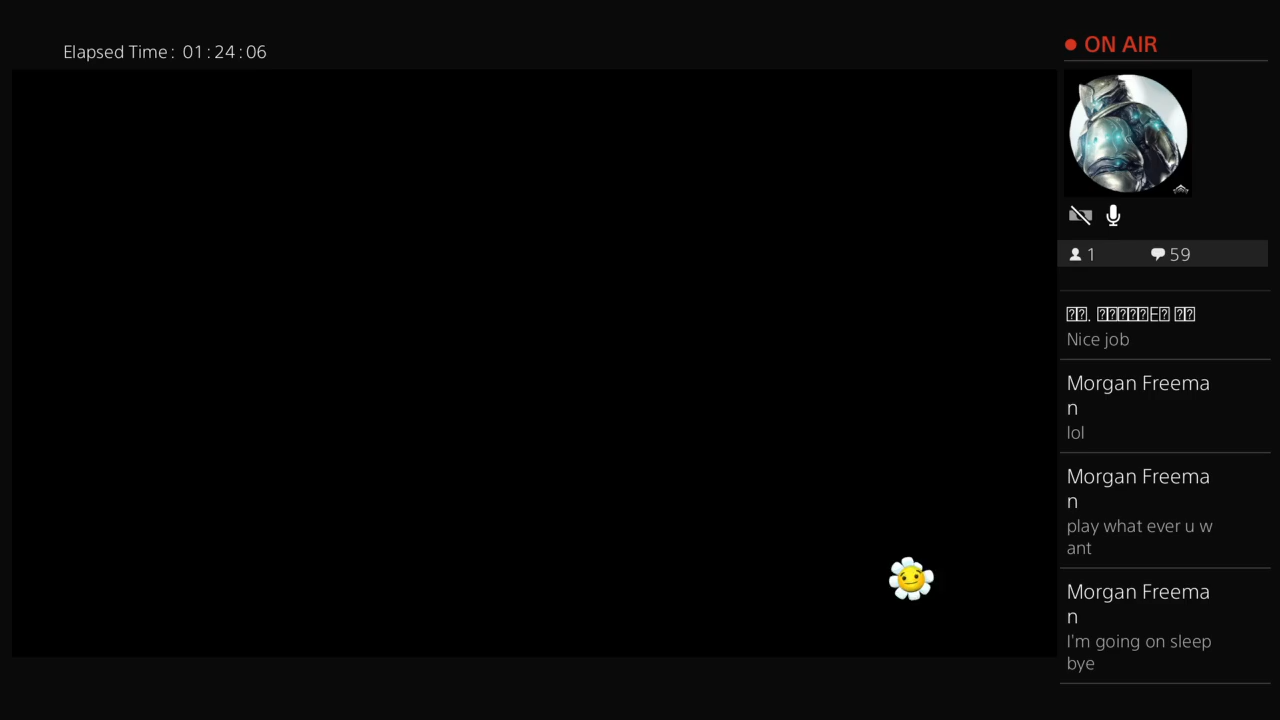 Elapsed Time: 01:24:06
ON AIR
1 59
Nice job
Morgan Freema
n
lol
Morgan Freema
n
play what ever u w
ant
Morgan Freema
n
I'm going on sleep
bye